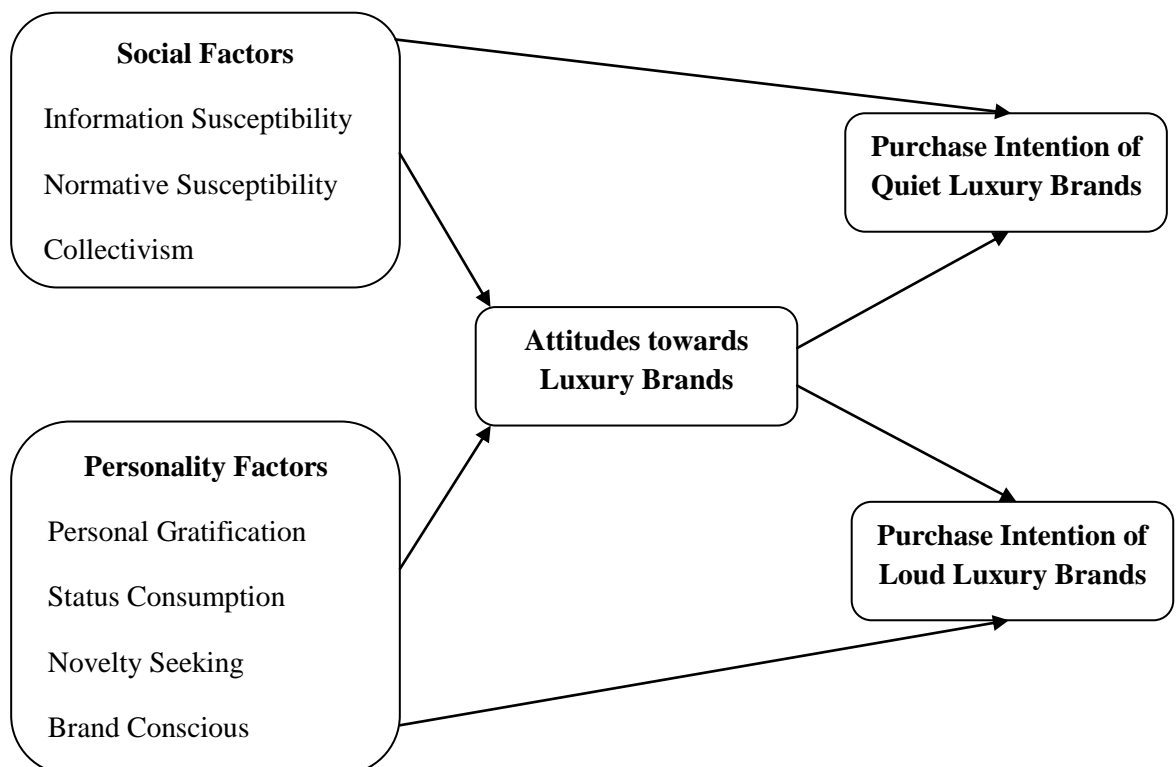 Social Factors
Information Susceptibility
Normative Susceptibility
Collectivism
Purchase Intention of
Quiet Luxury Brands
Attitudes towards
Luxury Brands
Personality Factors
Personal Gratification
Status Consumption
Novelty Seeking
Brand Conscious
Purchase Intention of
Loud Luxury Brands